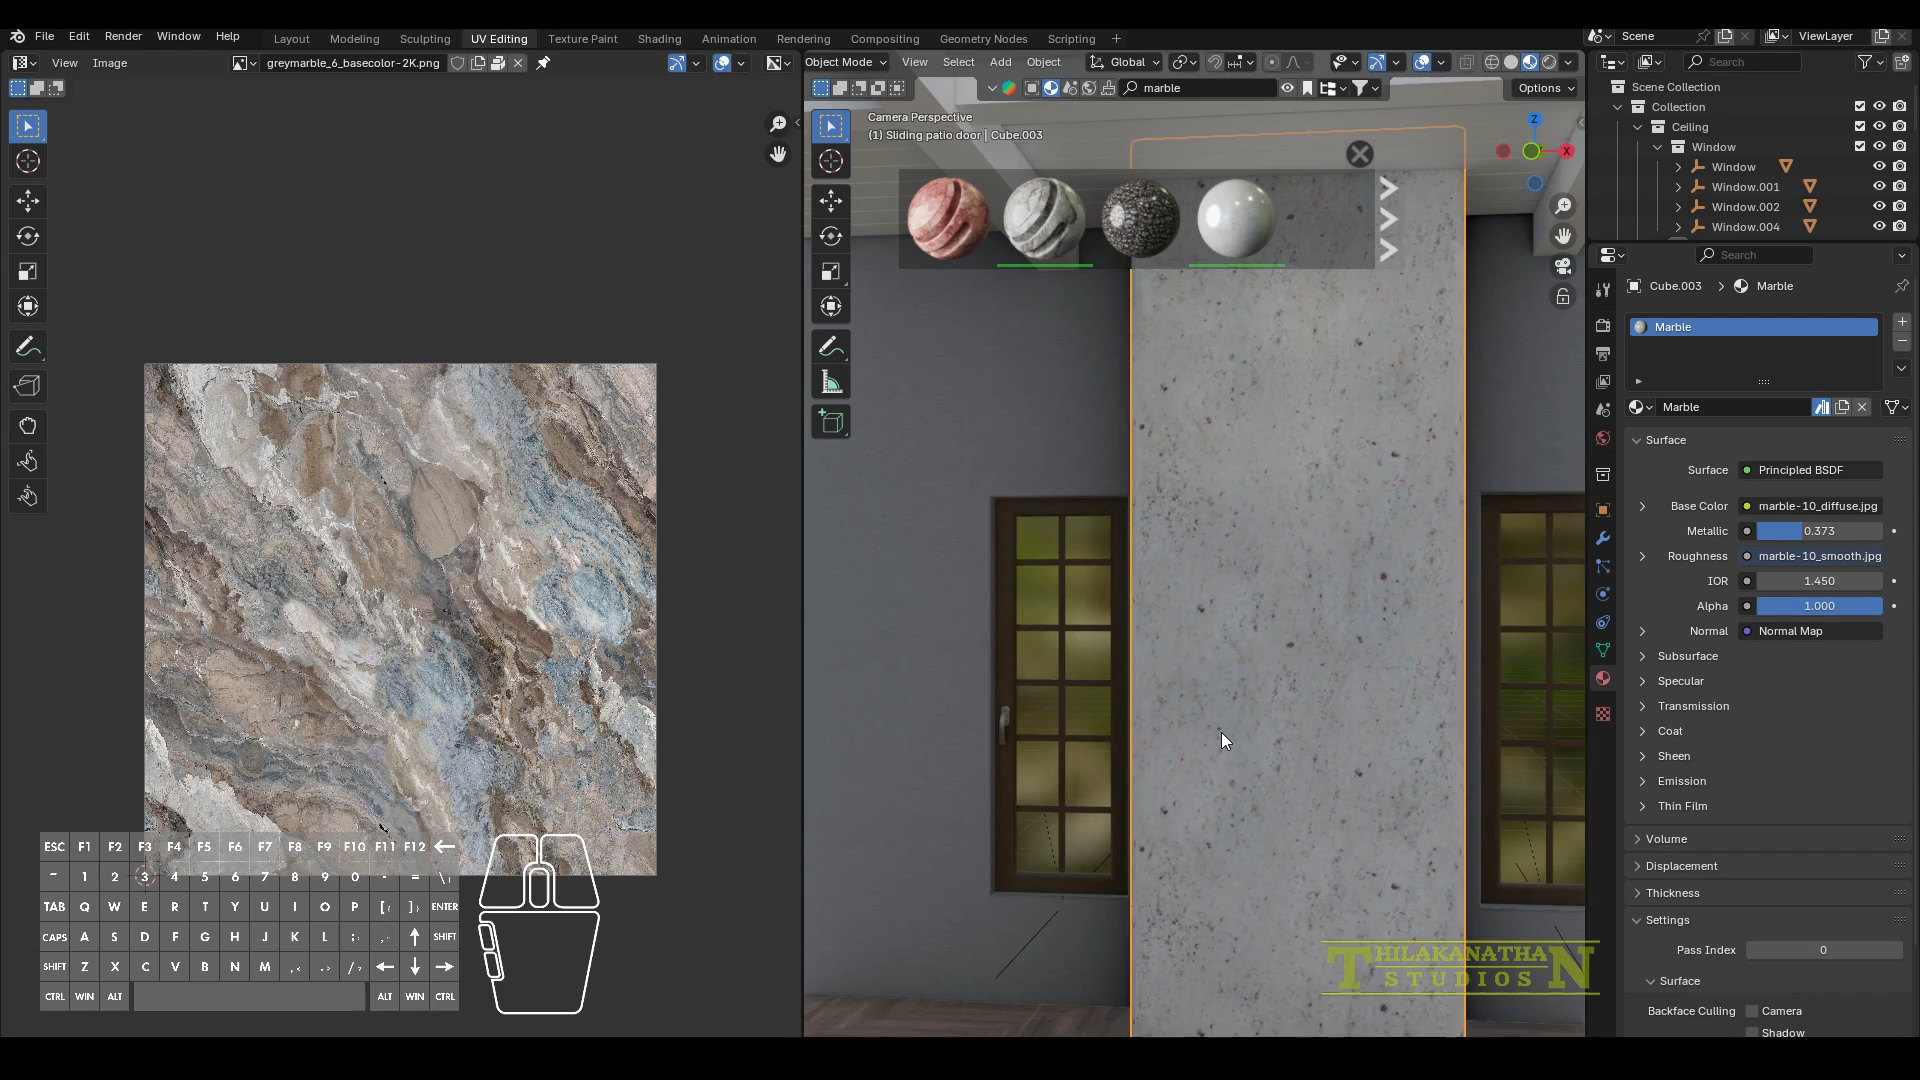 File Edit Render Window Help Layout Modeling Sculpting UV Editing Texture Paint Shading Animation Rendering Compositing Geometry Nodes Scripting + Scene ViewLayer
View Image greymarble_6_basecolor-2K.png Object Mode View Select Add Object Global Search
marble Options
Scene Collection
Collection
Ceiling
Window
Window
Window.001
Window.002
Window.004
Camera Perspective
(1) Sliding patio door | Cube.003
Z
X
Search
Cube.003 > Marble
Marble
Marble
Surface
Surface Principled BSDF
Base Color marble-10_diffuse.jpg
Metallic 0.373
Roughness marble-10_smooth.jpg
IOR 1.450
Alpha 1.000
Normal Normal Map
Subsurface
Specular
Transmission
Coat
Sheen
Emission
Thin Film
Volume
Displacement
Thickness
Settings
Pass Index 0
Surface
Backface Culling Camera
Shadow
ESC F1 F2 F3 F4 F5 F6 F7 F8 F9 F10 F11 F12 ←
~ 1 2 3 4 5 6 7 8 9 0 - = \|
TAB Q W E R T Y U I O P [{ ]} ENTER
CAPS A S D F G H J K L ;: ↑ SHIFT
SHIFT Z X C V B N M ,< .> /? ← ↓ →
CTRL WIN ALT ALT WIN CTRL
THILAKANATHAN
STUDIOS